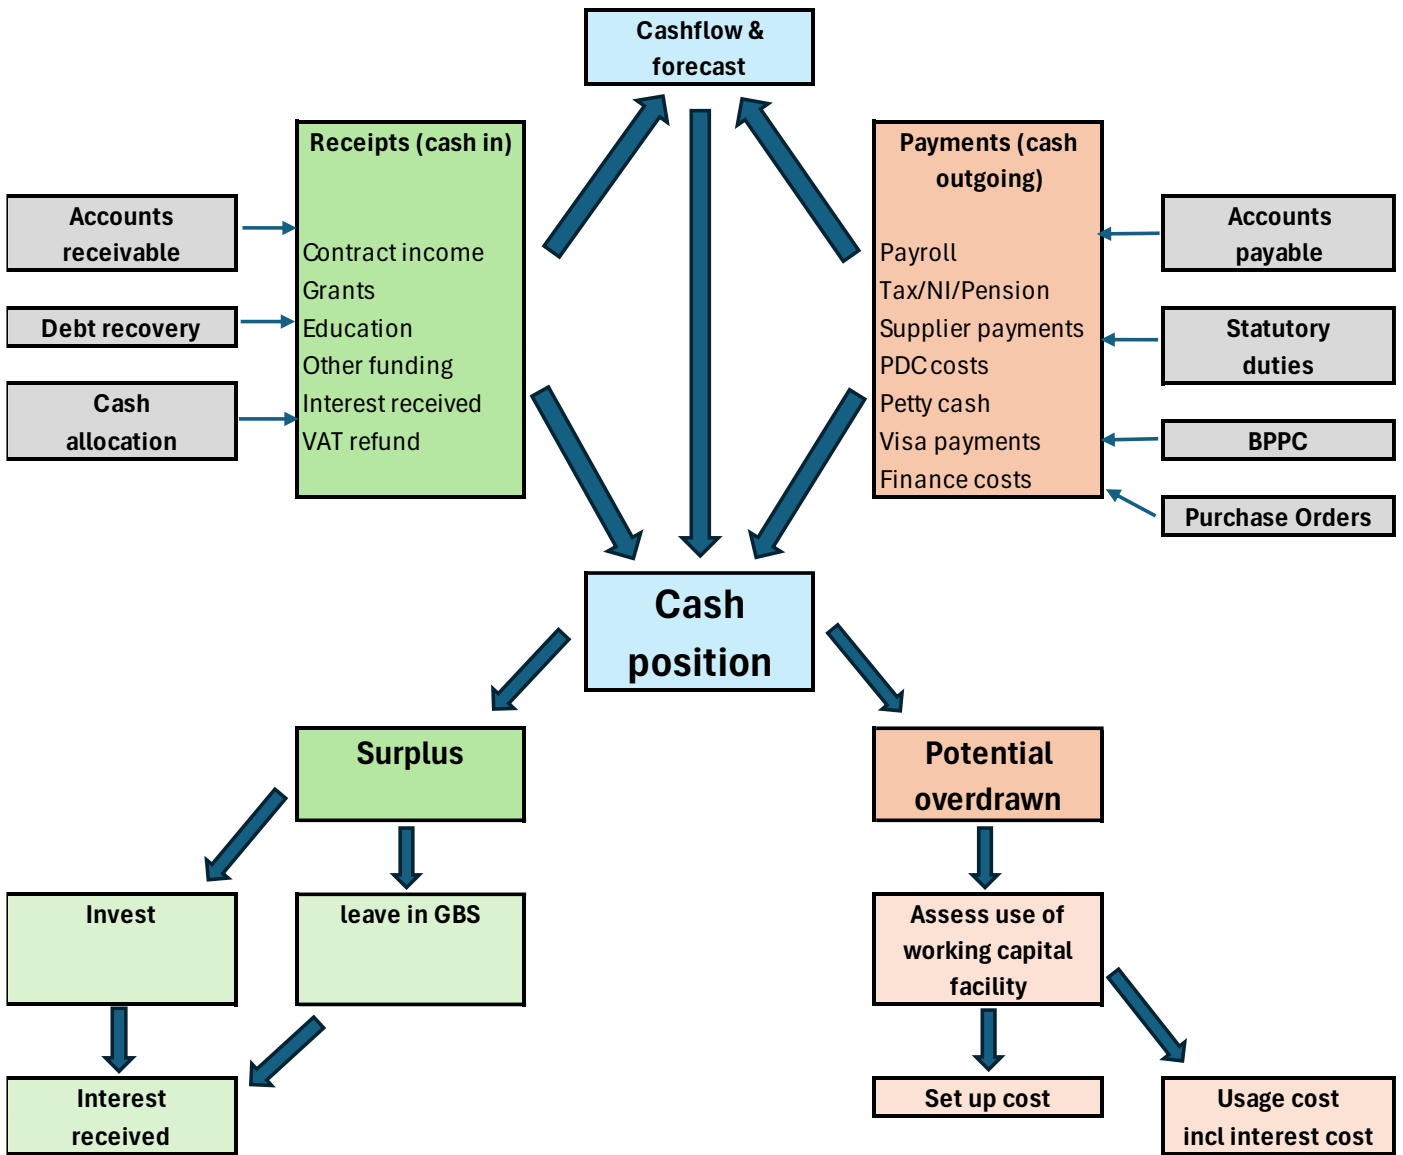 Cashflow &
forecast
Receipts (cash in)
Contract income
Grants
Education
Other funding
Interest received
VAT refund
Payments (cash
outgoing)
Payroll
Tax/NI/Pension
Supplier payments
PDC costs
Petty cash
Visa payments
Finance costs
Accounts
receivable
Debt recovery
Cash
allocation
Accounts
payable
Statutory
duties
BPPC
Purchase Orders
Cash
position
Surplus
Potential
overdrawn
Invest
leave in GBS
Assess use of
working capital
facility
Interest
received
Set up cost
Usage cost
incl interest cost